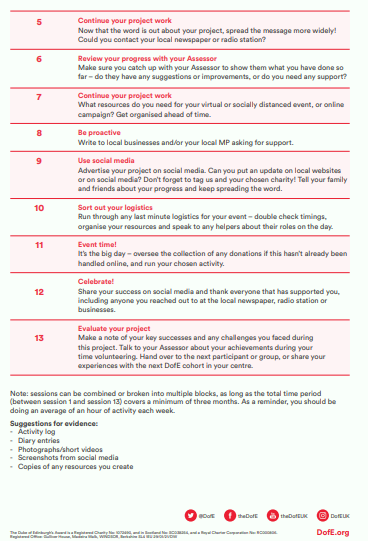 5
Continue your project work
Now that the word is out about your project, spread the message more widely!
Could you contact your local newspaper or radio station?
6
Review your progress with your Assessor
Make sure you catch up with your Assessor to show them what you have done so
far – do they have any suggestions or improvements, or do you need any support?
7
Continue your project work
What resources do you need for your virtual or socially distanced event, or online
campaign? Get organised ahead of time.
8
Be proactive
Write to local businesses and/or your local MP asking for support.
9
Use social media
Advertise your project on social media. Can you put an update on local websites
or on social media? Don't forget to tag us and your chosen charity! Tell your family
and friends about your progress and keep spreading the word.
10
Sort out your logistics
Run through any last minute logistics for your event – double check timings,
organise your resources and speak to any helpers about their roles on the day.
11
Event time!
It's the big day – oversee the collection of any donations if this hasn't already been
handled online, and run your chosen activity.
12
Celebrate!
Share your success on social media and thank everyone that has supported you,
including anyone you reached out to at the local newspaper, radio station or
businesses.
13
Evaluate your project
Make a note of your key successes and any challenges you faced during
this project. Talk to your Assessor about your achievements during your
time volunteering. Hand over to the next participant or group, or share your
experiences with the next DofE cohort in your centre.
Note: sessions can be combined or broken into multiple blocks, as long as the total time period
(between session 1 and session 13) covers a minimum of three months. As a reminder, you should be
doing an average of an hour of activity each week.
Suggestions for evidence:
- Activity log
- Diary entries
- Photographs/short videos
- Screenshots from social media
- Copies of any resources you create
@DofE theDofE theDofEUK DofEUK
The Duke of Edinburgh's Award is a Registered Charity No: 1072490, and in Scotland No: SC038254, and a Royal Charter Corporation No: RC000806.
Registered Office: Gulliver House, Madeira Walk, WINDSOR, Berkshire SL4 1EU
DofE.org